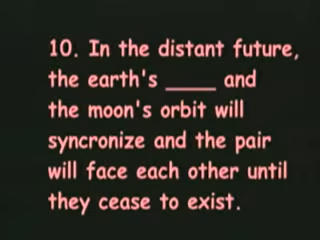 10. In the distant future,
the earth's ____ and
the moon's orbit will
syncronize and the pair
will face each other until
they cease to exist.